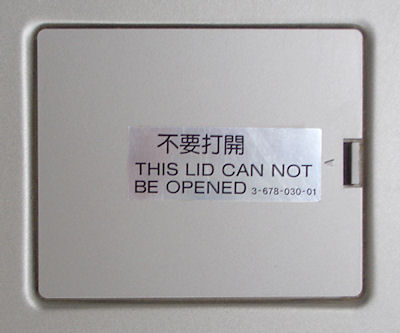 不要打開
THIS LID CAN NOT
BE OPENED 3-678-030-01